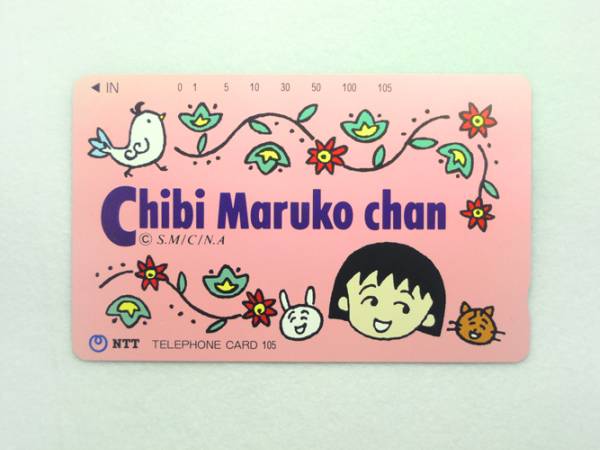 ◀ IN 0 1 5 10 30 50 100 105
Chibi Maruko chan
© S.M/C/N.A
NTT TELEPHONE CARD 105